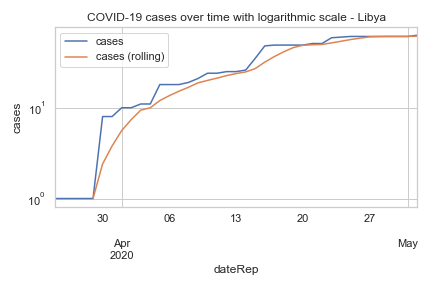 COVID-19 cases over time with logarithmic scale - Libya
cases
cases (rolling)
10^1
10^0
cases
30
06
13
20
27
Apr
2020
May
dateRep